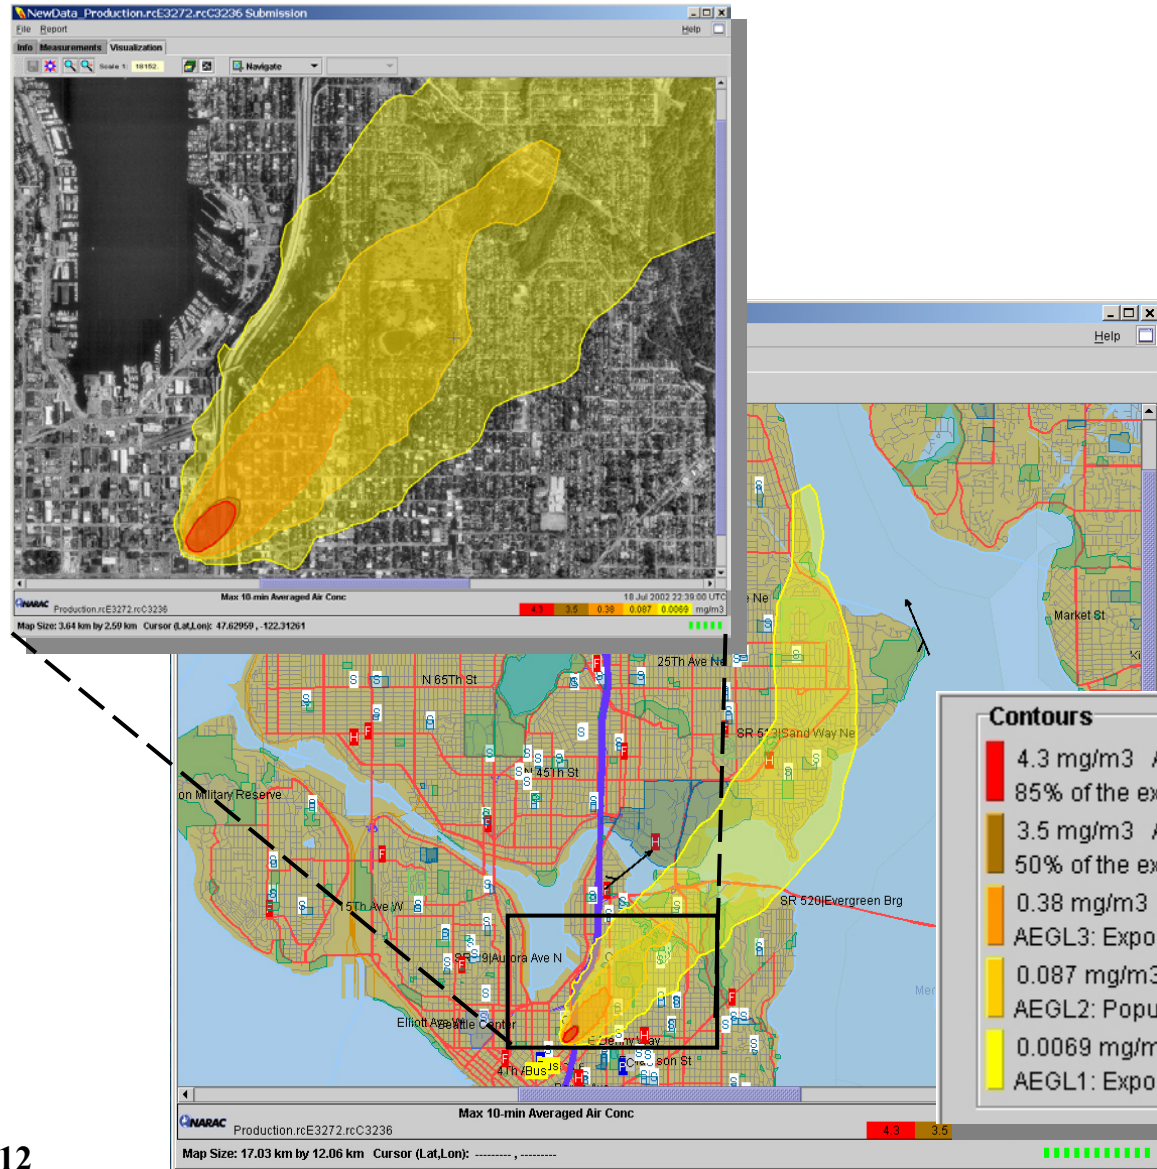 NewData_Production.rcE3272.rcC3236 Submission
File Report Help
Info Measurements Visualization
Scale 1: 18152. Navigate
Max 10-min Averaged Air Conc 18 Jul 2002 22:39:00 UTC
NARAC Production.rcE3272.rcC3236 4.3 3.5 0.38 0.087 0.0069 mg/m3
Map Size: 3.64 km by 2.59 km Cursor (Lat,Lon): 47.62959 , -122.31261
Help
Market St
25Th Ave Ne
N 65Th St
SR 513|Sand Way Ne
N 45Th St
on Military Reserve
SR 520|Evergreen Brg
15Th Ave W
Aurora Ave N
Elliott Ave W
Seattle Center
E Denny Way
4Th A
Bus
son St
Contours
4.3 mg/m3 A
85% of the ex
3.5 mg/m3 A
50% of the ex
0.38 mg/m3
AEGL3: Expo
0.087 mg/m3
AEGL2: Popu
0.0069 mg/m
AEGL1: Expo
Max 10-min Averaged Air Conc
NARAC Production.rcE3272.rcC3236 4.3 3.5
Map Size: 17.03 km by 12.06 km Cursor (Lat,Lon): --------- , ---------
12